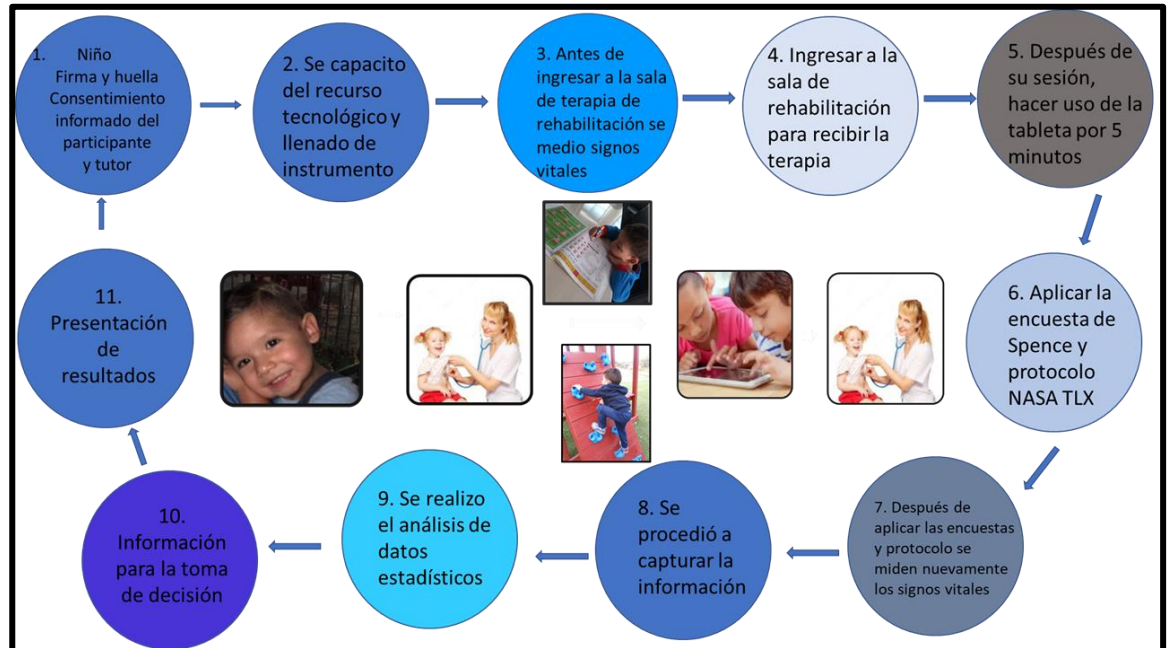 1. Niño
Firma y huella
Consentimiento
informado del
participante
y tutor
2. Se capacito
del recurso
tecnológico y
llenado de
instrumento
3. Antes de
ingresar a la sala
de terapia de
rehabilitación se
medio signos
vitales
4. Ingresar a la
sala de
rehabilitación
para recibir la
terapia
5. Después de
su sesión,
hacer uso de la
tableta por 5
minutos
6. Aplicar la
encuesta de
Spence y
protocolo
NASA TLX
7. Después de
aplicar las encuestas
y protocolo se
miden nuevamente
los signos vitales
8. Se
procedió a
capturar la
información
9. Se realizo
el análisis de
datos
estadísticos
10.
Información
para la toma
de decisión
11.
Presentación
de
resultados